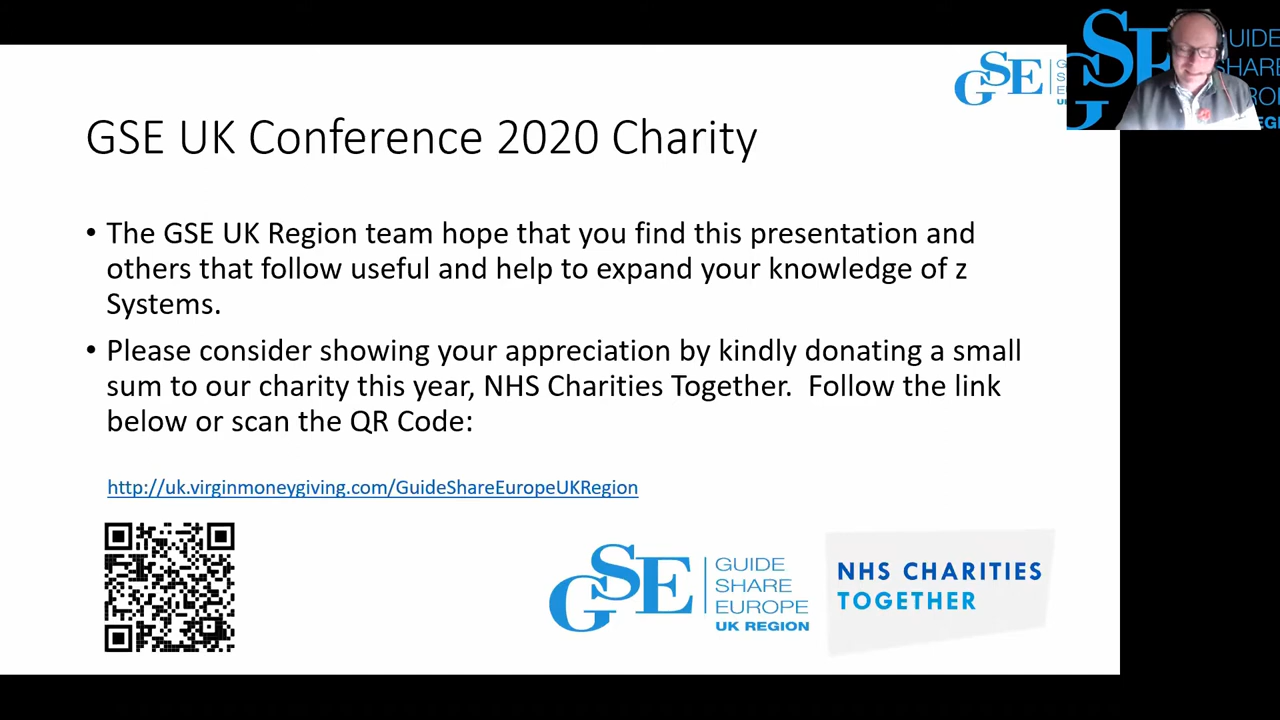 GSE
UIDE
SHARE
GSE UK Conference 2020 Charity
• The GSE UK Region team hope that you find this presentation and
others that follow useful and help to expand your knowledge of z
Systems.
• Please consider showing your appreciation by kindly donating a small
sum to our charity this year, NHS Charities Together.  Follow the link
below or scan the QR Code:
http://uk.virginmoneygiving.com/GuideShareEuropeUKRegion
GSE
GUIDE
SHARE
EUROPE
UK REGION
NHS CHARITIES
TOGETHER